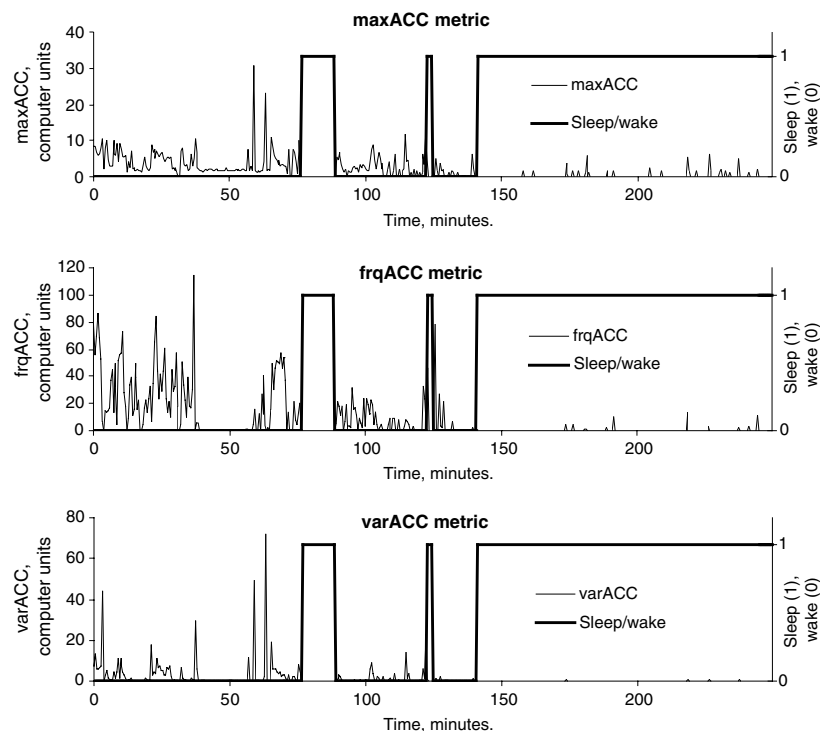 maxACC metric
maxACC,
computer units
40
30
20
10
0
0
50
100
150
200
Time, minutes.
1
0
Sleep (1),
wake (0)
maxACC
Sleep/wake
frqACC metric
frqACC,
computer units
120
100
80
60
40
20
0
0
50
100
150
200
Time, minutes.
1
0
Sleep (1),
wake (0)
frqACC
Sleep/wake
varACC metric
varACC,
computer units
80
60
40
20
0
0
50
100
150
200
Time, minutes.
1
0
Sleep (1),
wake (0)
varACC
Sleep/wake